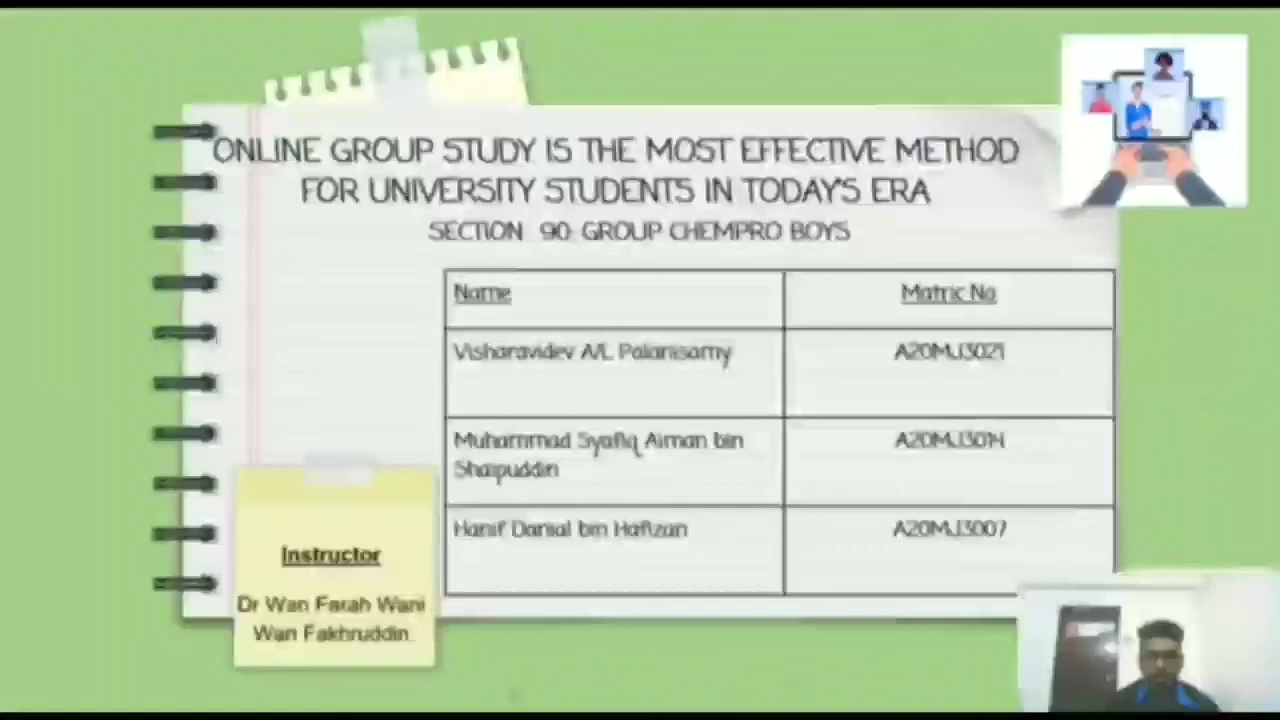 ONLINE GROUP STUDY IS THE MOST EFFECTIVE METHOD
FOR UNIVERSITY STUDENTS IN TODAY'S ERA
SECTION 90: GROUP CHEMPRO BOYS
Name Matric No
Visharavidev A/L Palanisamy A20MJ3021
Muhammad Syafiq Aiman bin A20MJ3014
Shaipuddin
Hanif Danial bin Hafizan A20MJ3007
Instructor
Dr Wan Farah Wani
Wan Fakhruddin